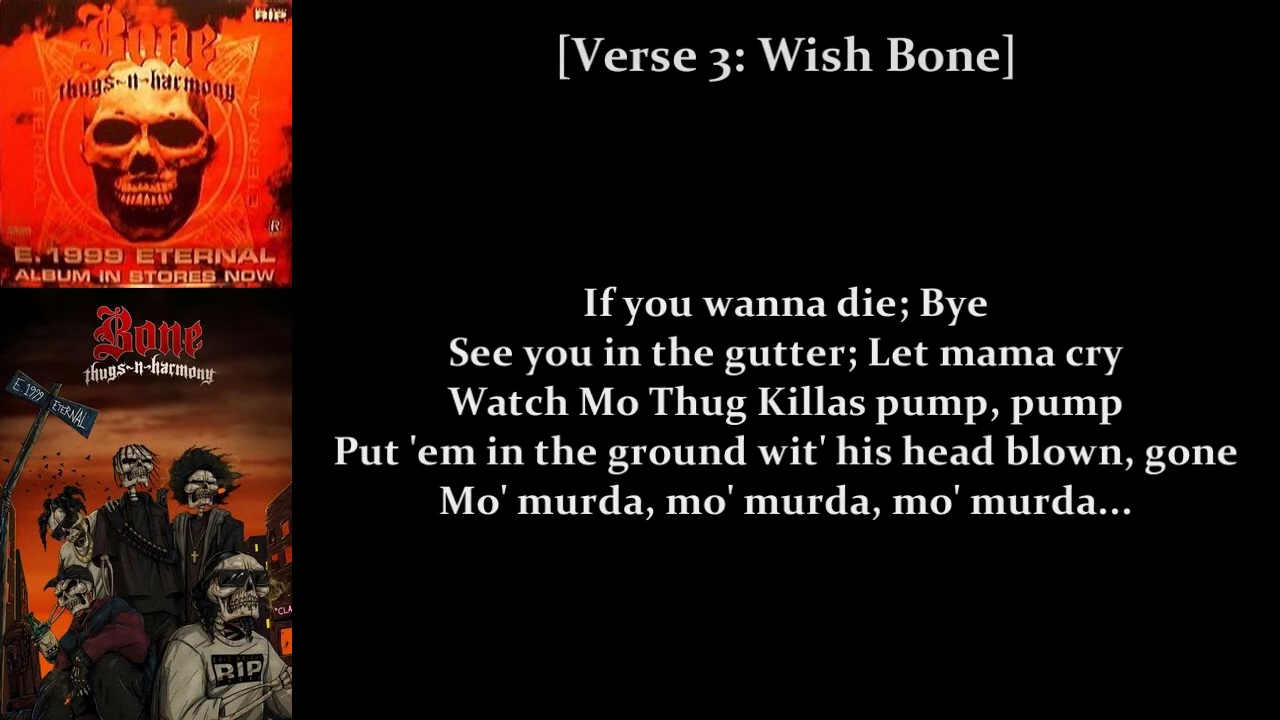 RIP
Bone
thugs~n~harmony
ETERNAL
ETERNAL
R
E. 1999 ETERNAL
ALBUM IN STORES NOW
Bone
thugs~n~harmony
E. 1999
ETERNAL
"CLA
RIP
[Verse 3: Wish Bone]
If you wanna die; Bye
See you in the gutter; Let mama cry
Watch Mo Thug Killas pump, pump
Put 'em in the ground wit' his head blown, gone
Mo' murda, mo' murda, mo' murda...